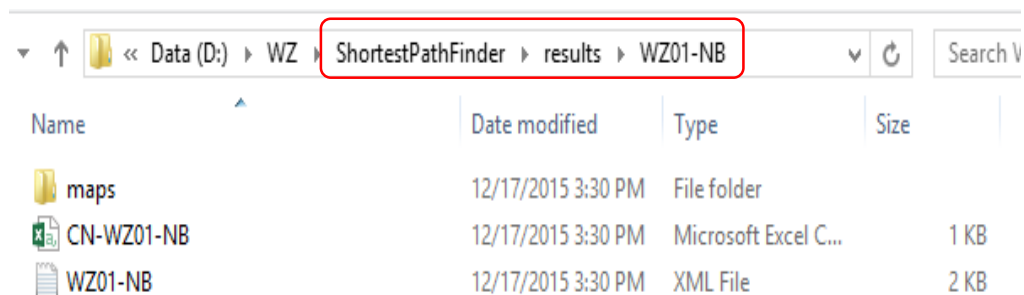 « Data (D:) WZ ShortestPathFinder results WZ01-NB Search
Name Date modified Type Size
maps 12/17/2015 3:30 PM File folder
CN-WZ01-NB 12/17/2015 3:30 PM Microsoft Excel C... 1 KB
WZ01-NB 12/17/2015 3:30 PM XML File 2 KB